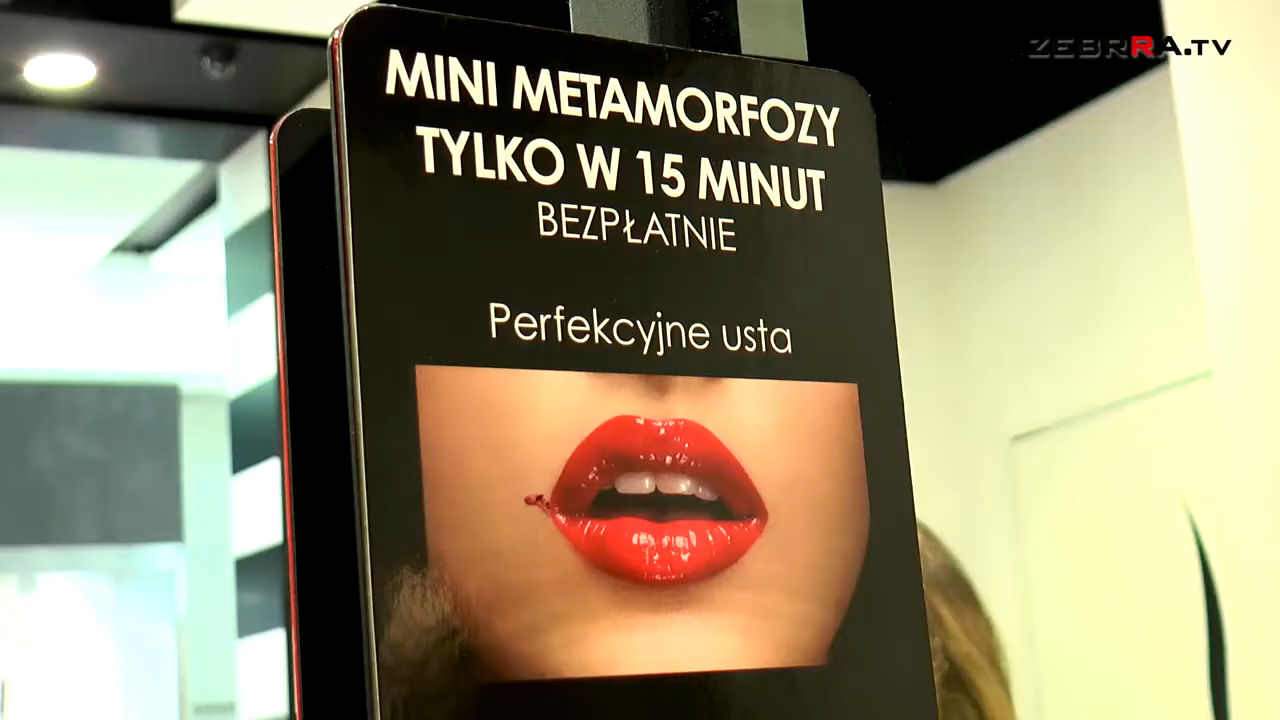 ZEBRRA.TV
MINI METAMORFOZY
TYLKO W 15 MINUT
BEZPŁATNIE
Perfekcyjne usta